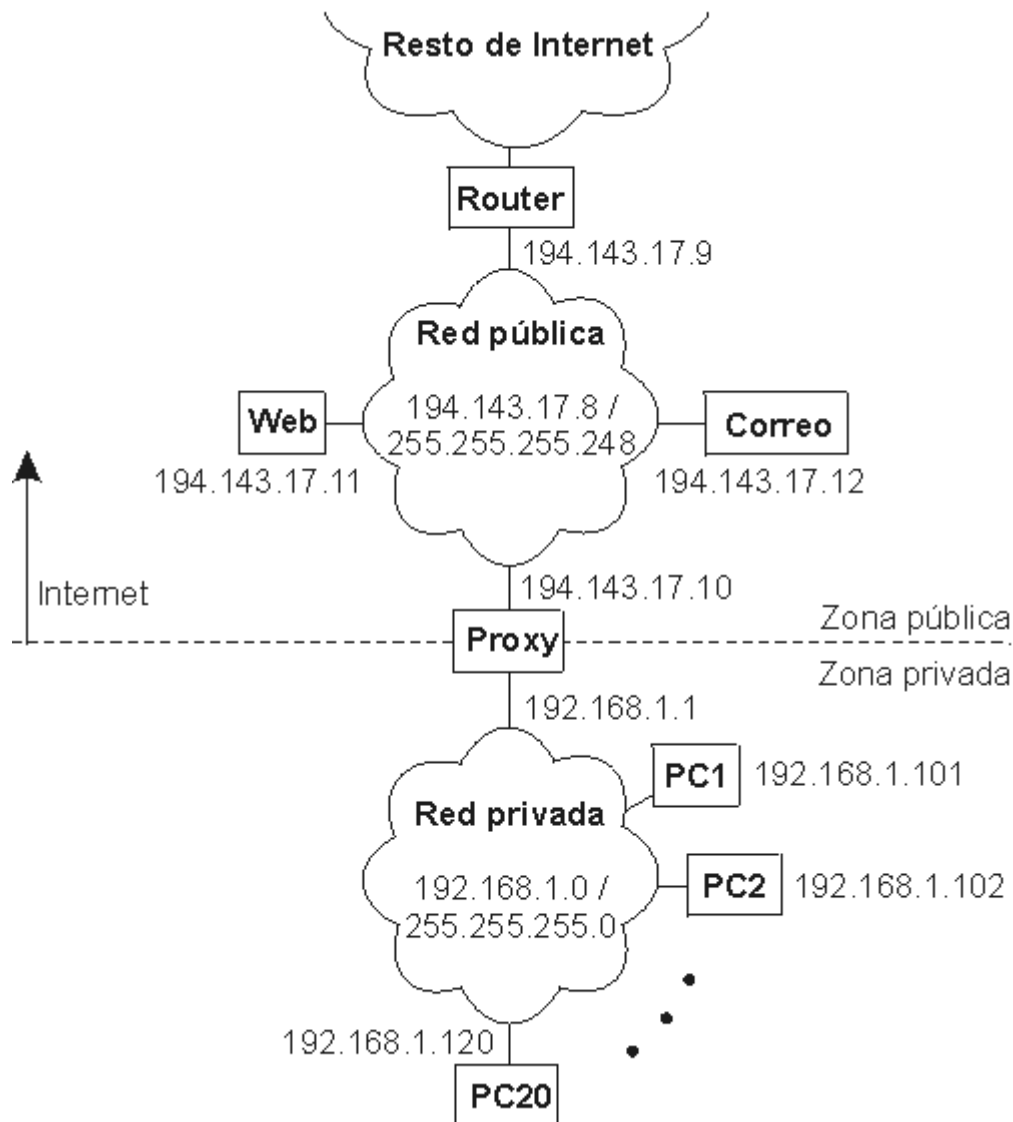 Resto de Internet
Router
194.143.17.9
Red pública
194.143.17.8 /
255.255.255.248
Web
194.143.17.11
Correo
194.143.17.12
Internet
194.143.17.10
Proxy
Zona pública
Zona privada
192.168.1.1
PC1
192.168.1.101
Red privada
192.168.1.0 /
255.255.255.0
PC2
192.168.1.102
192.168.1.120
PC20